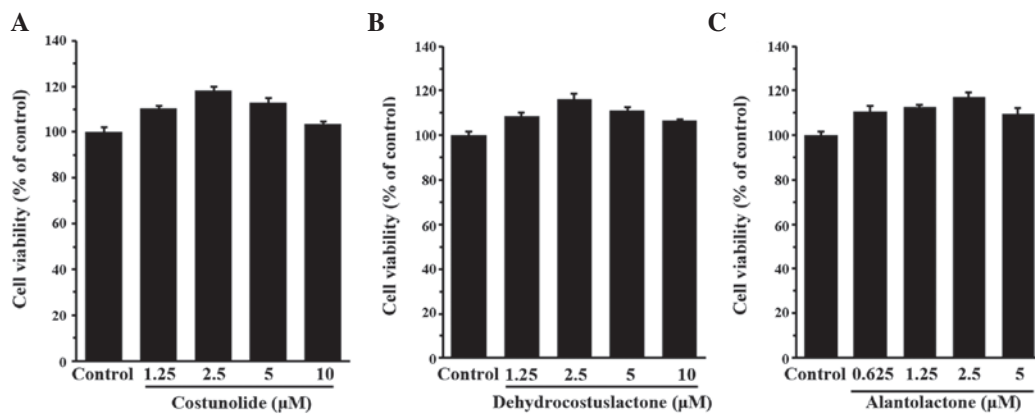 A
Cell viability (% of control)
140
120
100
80
60
40
20
0
Control 1.25 2.5 5 10
Costunolide (μM)
B
Cell viability (% of control)
140
120
100
80
60
40
20
0
Control 1.25 2.5 5 10
Dehydrocostuslactone (μM)
C
Cell viability (% of control)
140
120
100
80
60
40
20
0
Control 0.625 1.25 2.5 5
Alantolactone (μM)